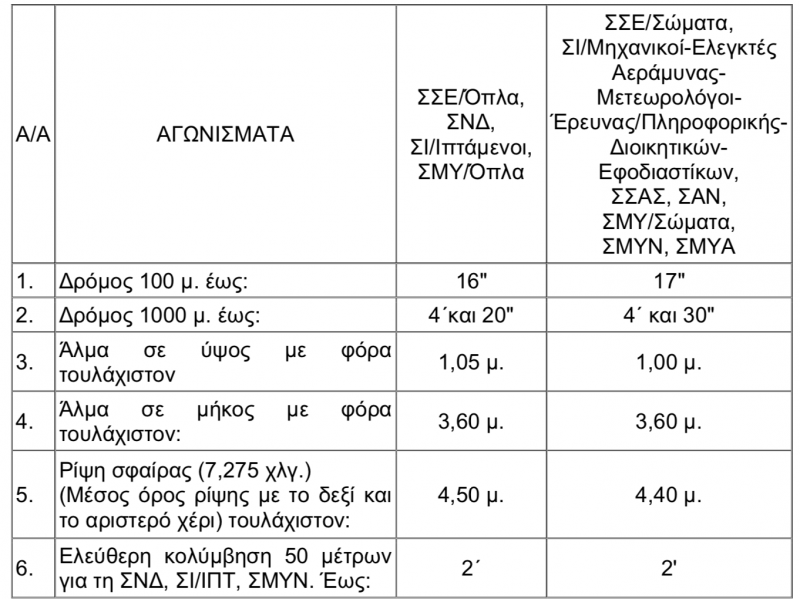 Α/Α
ΑΓΩΝΙΣΜΑΤΑ
ΣΣΕ/Όπλα,
ΣΝΔ,
ΣΙ/Ιπτάμενοι,
ΣΜΥ/Όπλα
ΣΣΕ/Σώματα,
ΣΙ/Μηχανικοί-Ελεγκτές
Αεράμυνας-
Μετεωρολόγοι-
Έρευνας/Πληροφορικής-
Διοικητικών-
Εφοδιαστίκων,
ΣΣΑΣ, ΣΑΝ,
ΣΜΥ/Σώματα,
ΣΜΥΝ, ΣΜΥΑ
1. Δρόμος 100 μ. έως: 16" 17"
2. Δρόμος 1000 μ. έως: 4΄και 20" 4΄ και 30"
3. Άλμα σε ύψος με φόρα
τουλάχιστον 1,05 μ. 1,00 μ.
4. Άλμα σε μήκος με φόρα
τουλάχιστον: 3,60 μ. 3,60 μ.
5. Ρίψη σφαίρας (7,275 χλγ.)
(Μέσος όρος ρίψης με το δεξί και
το αριστερό χέρι) τουλάχιστον: 4,50 μ. 4,40 μ.
6. Ελεύθερη κολύμβηση 50 μέτρων
για τη ΣΝΔ, ΣΙ/ΙΠΤ, ΣΜΥΝ. Έως: 2΄ 2'